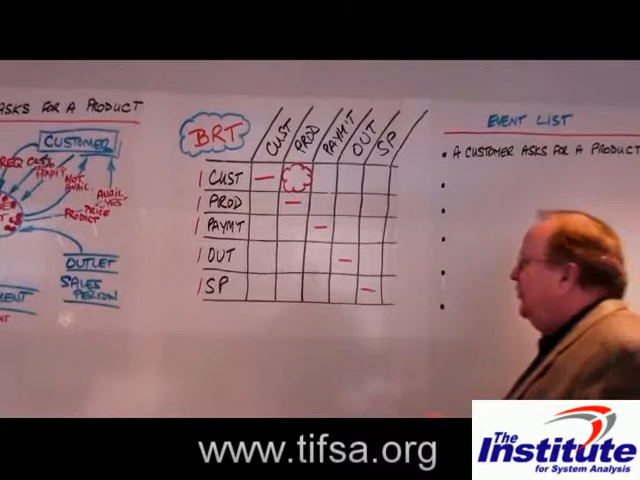 ASKS FOR A PRODUCT
CUSTOMER
NOT
AVAIL.
AVAIL-
YES
PRICE
PRODUCT
OUTLET
SALES
PERSON
BRT
CUST PROD PAYM'T OUT SP
1 CUST
1 PROD
1 PAYM'T
1 OUT
1 SP
EVENT LIST
• A CUSTOMER ASKS FOR A PRODUCT
www.tifsa.org
The
Institute
for System Analysis